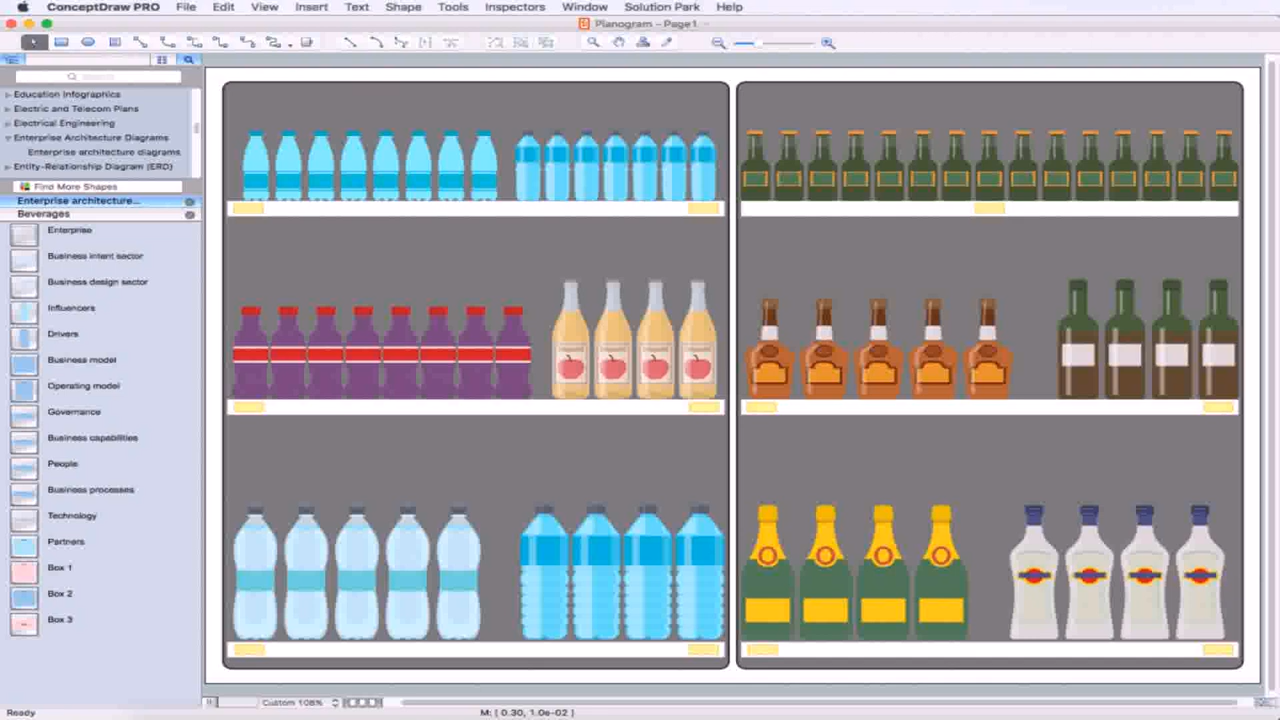 ConceptDraw PRO File Edit View Insert Text Shape Tools Inspectors Window Solution Park Help
Planogram - Page1
Search
Education Infographics
Electric and Telecom Plans
Electrical Engineering
Enterprise Architecture Diagrams
Enterprise architecture diagrams
Entity-Relationship Diagram (ERD)
Find More Shapes
Enterprise architecture...
Beverages
Enterprise
Business intent sector
Business design sector
Influencers
Drivers
Business model
Operating model
Governance
Business capabilities
People
Business processes
Technology
Partners
Box 1
Box 2
Box 3
Custom 108%
Ready
M: [ 0.30, 1.0e-02 ]